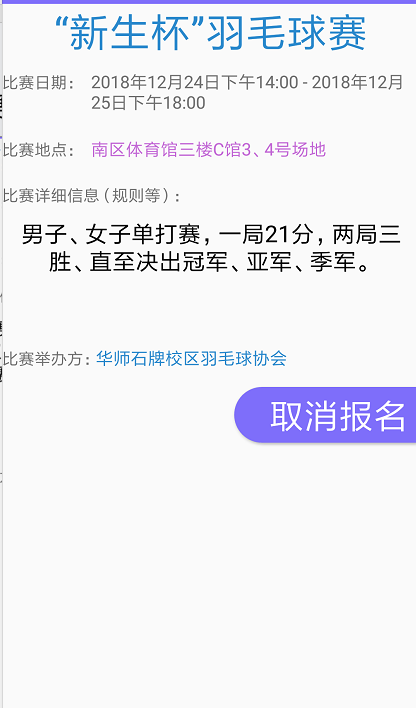 “新生杯”羽毛球赛
比赛日期： 2018年12月24日下午14:00 - 2018年12月
25日下午18:00
比赛地点： 南区体育馆三楼C馆3、4号场地
比赛详细信息（规则等）：
男子、女子单打赛，一局21分，两局三
胜、直至决出冠军、亚军、季军。
比赛举办方： 华师石牌校区羽毛球协会
取消报名